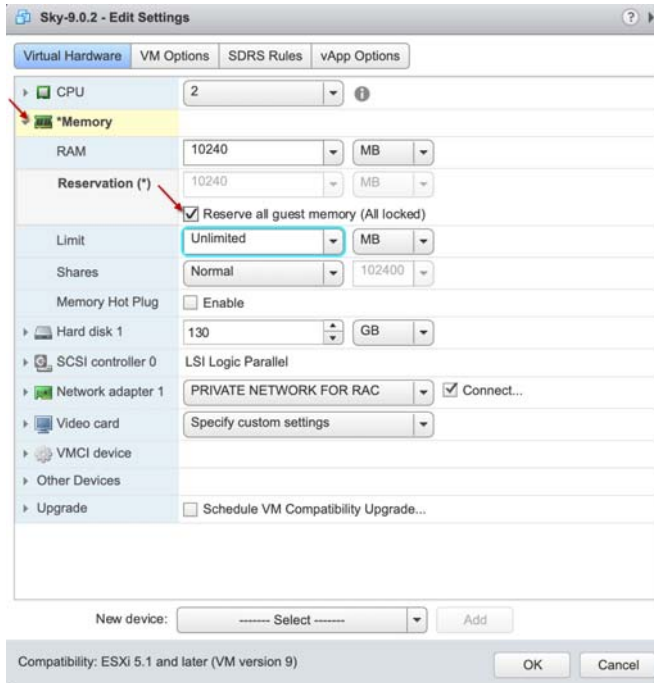 Sky-9.0.2 - Edit Settings ?
Virtual Hardware VM Options SDRS Rules vApp Options
CPU 2
*Memory
RAM 10240 MB
Reservation (*) 10240 MB
Reserve all guest memory (All locked)
Limit Unlimited MB
Shares Normal 102400
Memory Hot Plug Enable
Hard disk 1 130 GB
SCSI controller 0 LSI Logic Parallel
Network adapter 1 PRIVATE NETWORK FOR RAC Connect...
Video card Specify custom settings
VMCI device
Other Devices
Upgrade Schedule VM Compatibility Upgrade...
New device: ------- Select ------- Add
Compatibility: ESXi 5.1 and later (VM version 9) OK Cancel